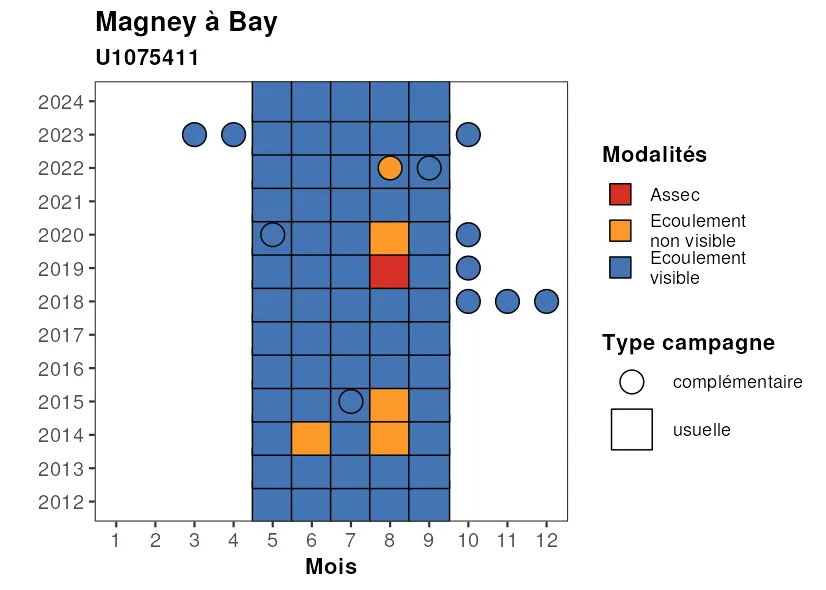 Magney à Bay
U1075411
2024
2023
2022
2021
2020
2019
2018
2017
2016
2015
2014
2013
2012
1 2 3 4 5 6 7 8 9 10 11 12
Mois
Modalités
Assec
Ecoulement
non visible
Ecoulement
visible
Type campagne
complémentaire
usuelle